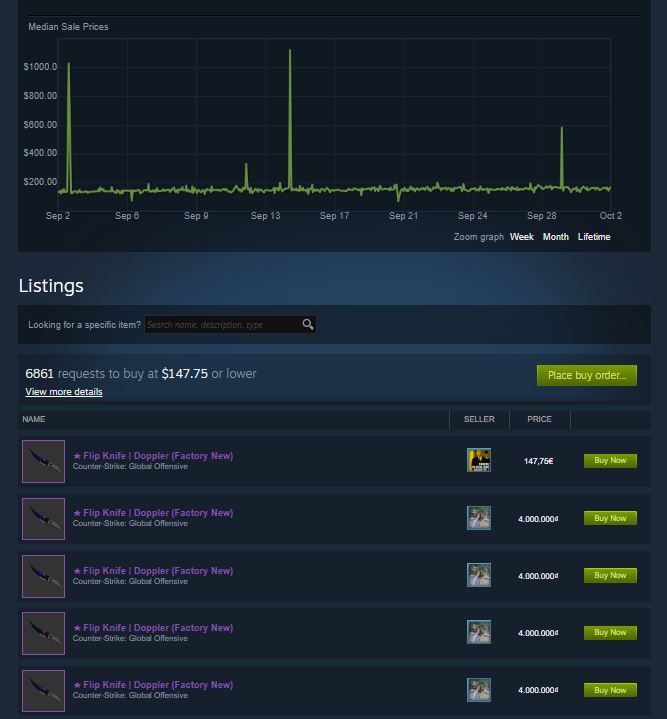 Median Sale Prices
$1000.0
$800.00
$600.00
$400.00
$200.00
Sep 2 Sep 6 Sep 9 Sep 13 Sep 17 Sep 21 Sep 24 Sep 28 Oct 2
Zoom graph Week Month Lifetime
Listings
Looking for a specific item? Search name, description, type
6861 requests to buy at $147.75 or lower
Place buy order...
View more details
NAME SELLER PRICE
★ Flip Knife | Doppler (Factory New)
Counter-Strike: Global Offensive
147,75€ Buy Now
★ Flip Knife | Doppler (Factory New)
Counter-Strike: Global Offensive
4.000.000₫ Buy Now
★ Flip Knife | Doppler (Factory New)
Counter-Strike: Global Offensive
4.000.000₫ Buy Now
★ Flip Knife | Doppler (Factory New)
Counter-Strike: Global Offensive
4.000.000₫ Buy Now
★ Flip Knife | Doppler (Factory New)
Counter-Strike: Global Offensive
4.000.000₫ Buy Now